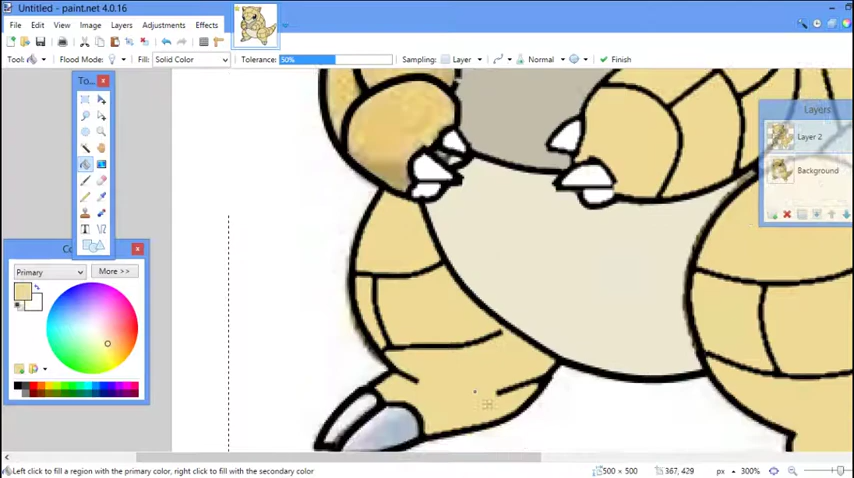 Untitled - paint.net 4.0.16
File Edit View Image Layers Adjustments Effects
Tool: Flood Mode: Fill: Solid Color Tolerance: 50% Sampling: Layer Normal Finish
To...
Layers
Layer 2
Background
Primary More >>
Left click to fill a region with the primary color, right click to fill with the secondary color 500 × 500 367, 429 px 300%